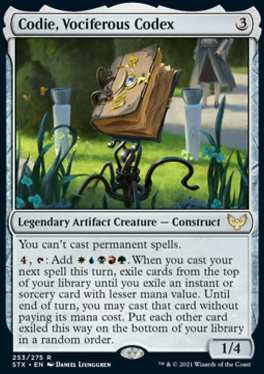 Codie, Vociferous Codex 3
Legendary Artifact Creature — Construct
You can't cast permanent spells.
4, T: Add WUBRG. When you cast your
next spell this turn, exile cards from the top
of your library until you exile an instant or
sorcery card with lesser mana value. Until
end of turn, you may cast that card without
paying its mana cost. Put each other card
exiled this way on the bottom of your library
in a random order.
1/4
253/275 R
STX • EN DANIEL LJUNGGREN ™ & © 2021 Wizards of the Coast